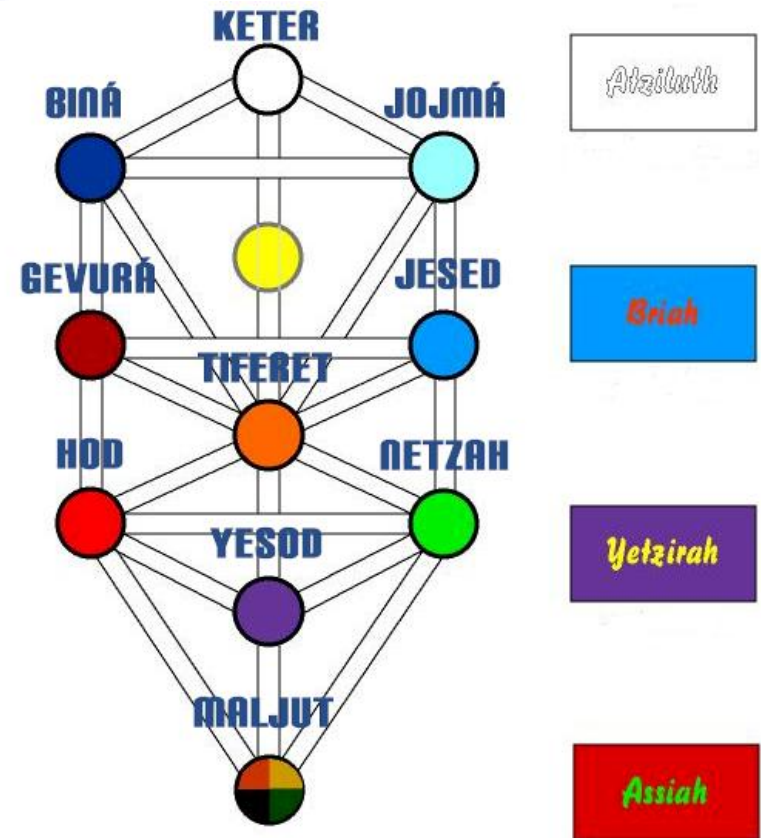 KETER
BINÁ
JOJMÁ
GEVURÁ
JESED
TIFERET
HOD
NETZAH
YESOD
MALJUT
Atziluth
Briah
Yetzirah
Assiah